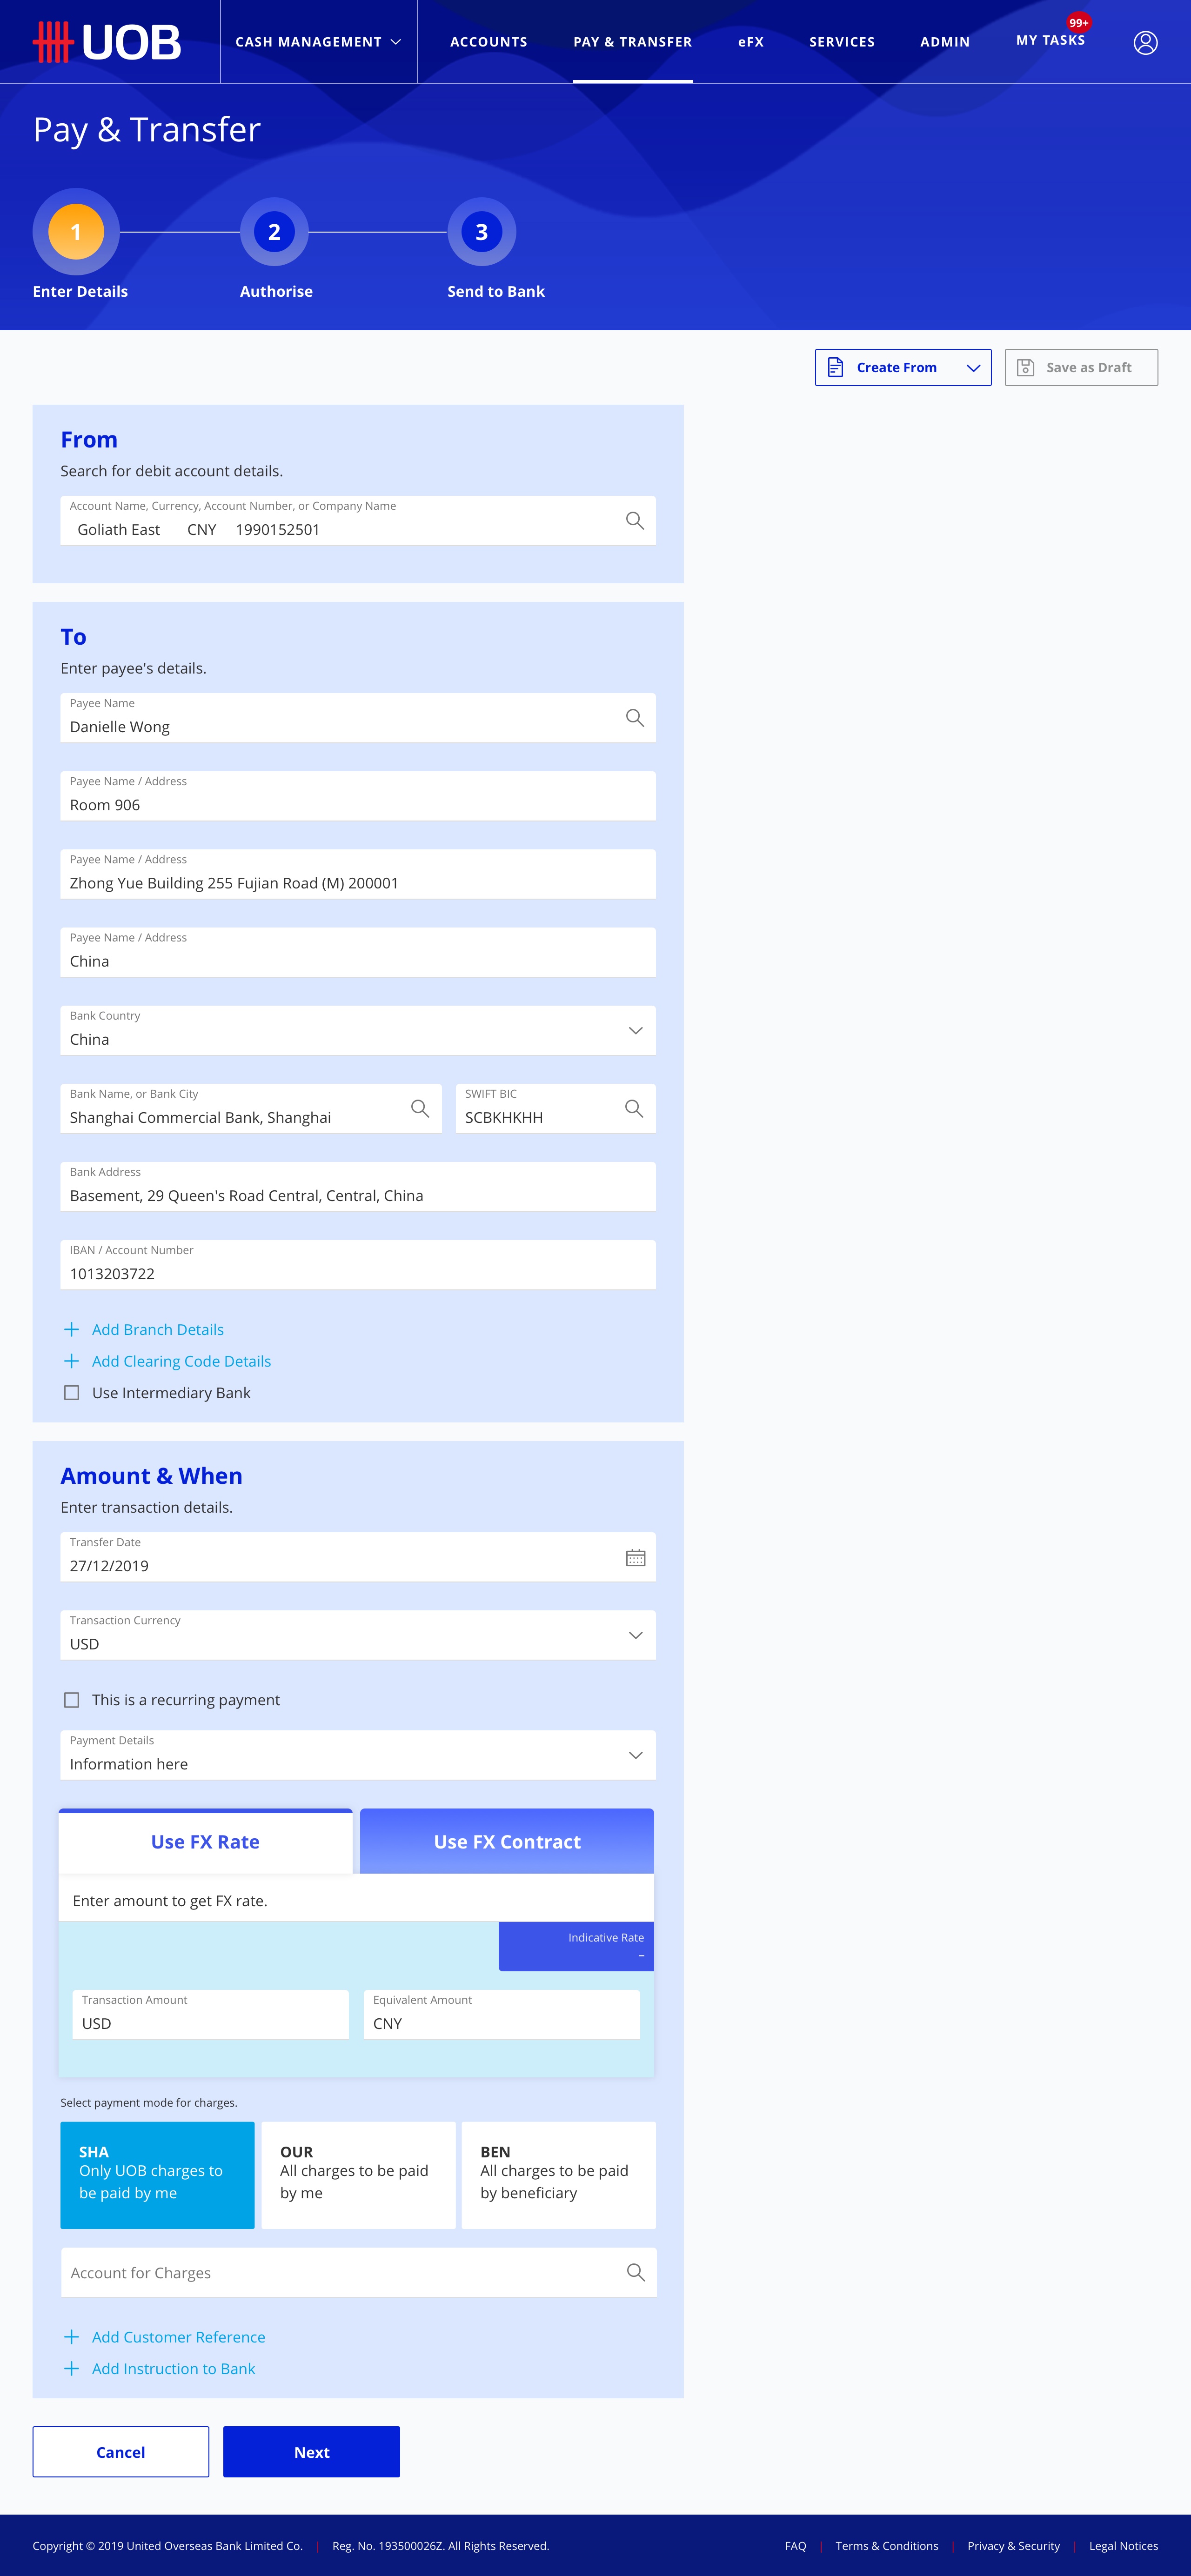 UOB
CASH MANAGEMENT
ACCOUNTS
PAY & TRANSFER
eFX
SERVICES
ADMIN
MY TASKS
99+
Pay & Transfer
1
2
3
Enter Details
Authorise
Send to Bank
Create From
Save as Draft
From
Search for debit account details.
Account Name, Currency, Account Number, or Company Name
Goliath East CNY 1990152501
To
Enter payee's details.
Payee Name
Danielle Wong
Payee Name / Address
Room 906
Payee Name / Address
Zhong Yue Building 255 Fujian Road (M) 200001
Payee Name / Address
China
Bank Country
China
Bank Name, or Bank City
Shanghai Commercial Bank, Shanghai
SWIFT BIC
SCBKHKHH
Bank Address
Basement, 29 Queen's Road Central, Central, China
IBAN / Account Number
1013203722
Add Branch Details
Add Clearing Code Details
Use Intermediary Bank
Amount & When
Enter transaction details.
Transfer Date
27/12/2019
Transaction Currency
USD
This is a recurring payment
Payment Details
Information here
Use FX Rate
Use FX Contract
Enter amount to get FX rate.
Indicative Rate
–
Transaction Amount
USD
Equivalent Amount
CNY
Select payment mode for charges.
SHA
Only UOB charges to
be paid by me
OUR
All charges to be paid
by me
BEN
All charges to be paid
by beneficiary
Account for Charges
Add Customer Reference
Add Instruction to Bank
Cancel
Next
Copyright © 2019 United Overseas Bank Limited Co. | Reg. No. 193500026Z. All Rights Reserved.
FAQ | Terms & Conditions | Privacy & Security | Legal Notices